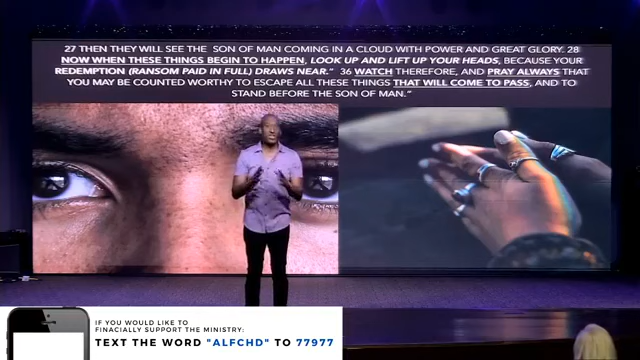 27 THEN THEY WILL SEE THE SON OF MAN COMING IN A CLOUD WITH POWER AND GREAT GLORY. 28
NOW WHEN THESE THINGS BEGIN TO HAPPEN, LOOK UP AND LIFT UP YOUR HEADS, BECAUSE YOUR
REDEMPTION (RANSOM PAID IN FULL) DRAWS NEAR." 36 WATCH THEREFORE, AND PRAY ALWAYS THAT
YOU MAY BE COUNTED WORTHY TO ESCAPE ALL THESE THINGS THAT WILL COME TO PASS, AND TO
STAND BEFORE THE SON OF MAN."
IF YOU WOULD LIKE TO
FINACIALLY SUPPORT THE MINISTRY:
TEXT THE WORD "ALFCHD" TO 77977